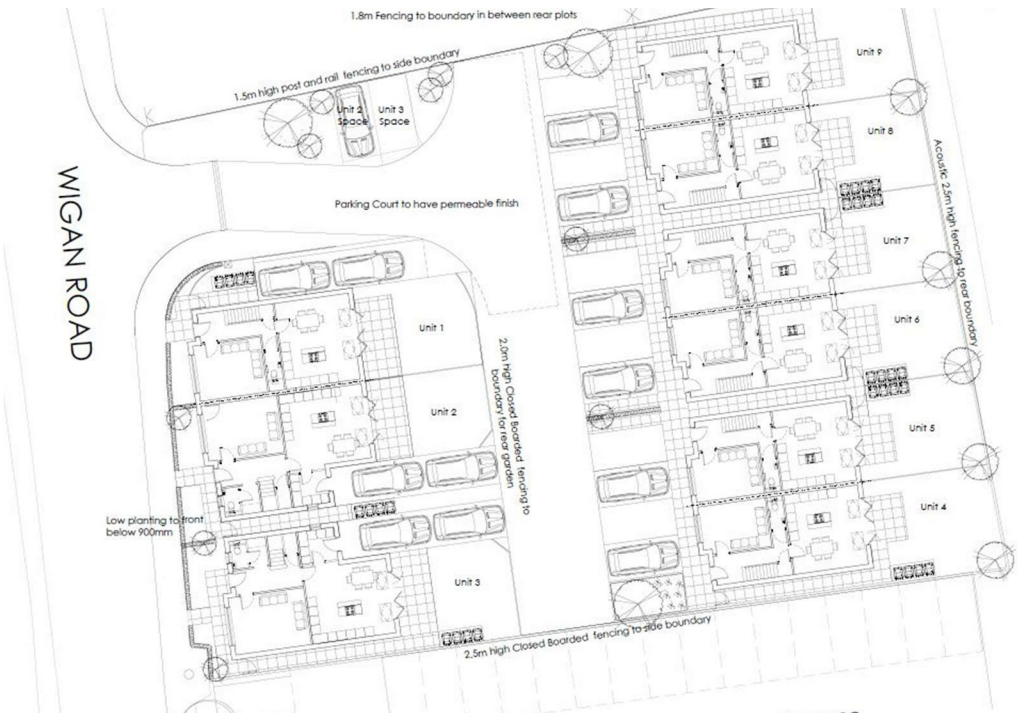 1.8m Fencing to boundary in between rear plots
1.5m high post and rail fencing to side boundary
Unit 2
Space
Unit 3
Space
Unit 9
Unit 8
Acoustic 2.5m high fencing to rear boundary
WIGAN ROAD
Parking Court to have permeable finish
Unit 7
Unit 6
Unit 1
2.0m high Closed Boarded fencing to
boundary for rear garden
Unit 2
Unit 5
Unit 4
Low planting to front
below 900mm
Unit 3
2.5m high Closed Boarded fencing to side boundary